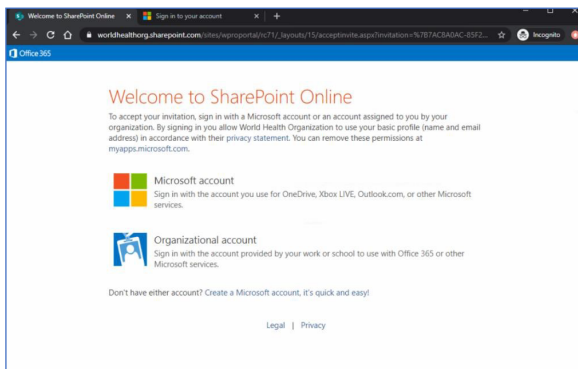 Welcome to SharePoint Online
Sign in to your account
worldhealthorg.sharepoint.com/sites/wproportal/rc71/_layouts/15/acceptinvite.aspx?invitation=%7B7AC8A0AC-85F2...
Incognito
Office 365
Welcome to SharePoint Online
To accept your invitation, sign in with a Microsoft account or an account assigned to you by your
organization. By signing in you allow World Health Organization to use your basic profile (name and email
address) in accordance with their privacy statement. You can remove these permissions at
myapps.microsoft.com.
Microsoft account
Sign in with the account you use for OneDrive, Xbox LIVE, Outlook.com, or other Microsoft
services.
Organizational account
Sign in with the account provided by your work or school to use with Office 365 or other
Microsoft services.
Don't have either account? Create a Microsoft account, it's quick and easy!
Legal | Privacy